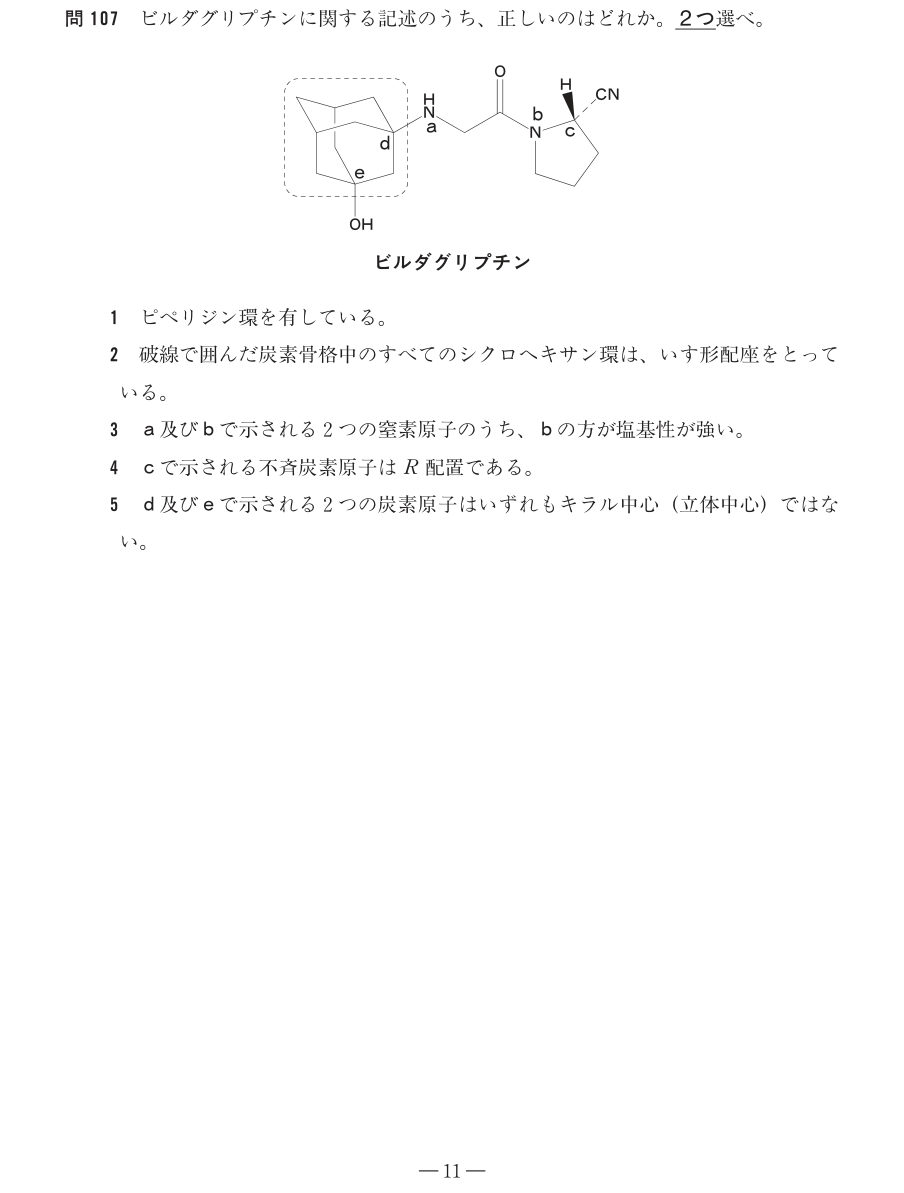 問 107　ビルダグリプチンに関する記述のうち、正しいのはどれか。２つ選べ。
O
H
CN
H
N
a
b
N
c
d
e
OH
ビルダグリプチン
1　ピペリジン環を有している。
2　破線で囲んだ炭素骨格中のすべてのシクロヘキサン環は、いす形配座をとって
いる。
3　a及びbで示される２つの窒素原子のうち、bの方が塩基性が強い。
4　cで示される不斉炭素原子はR配置である。
5　d及びeで示される２つの炭素原子はいずれもキラル中心（立体中心）ではな
い。
― 11 ―